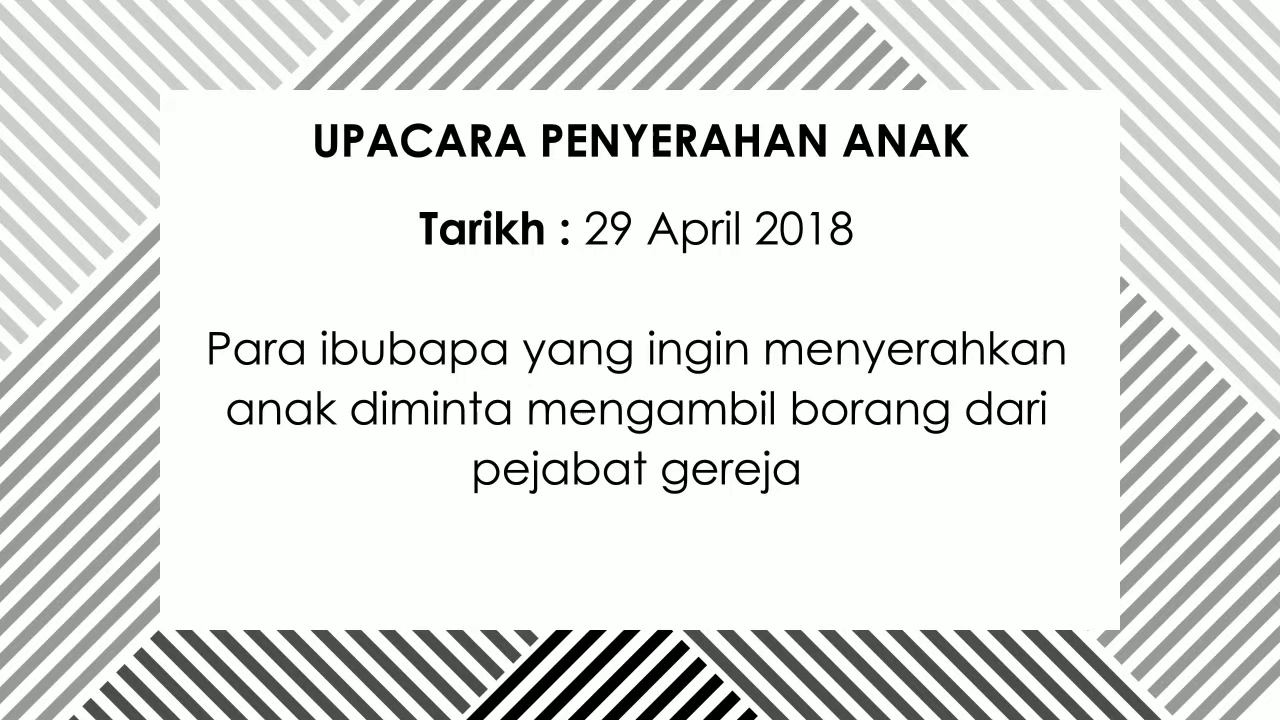 UPACARA PENYERAHAN ANAK
Tarikh : 29 April 2018
Para ibubapa yang ingin menyerahkan
anak diminta mengambil borang dari
pejabat gereja